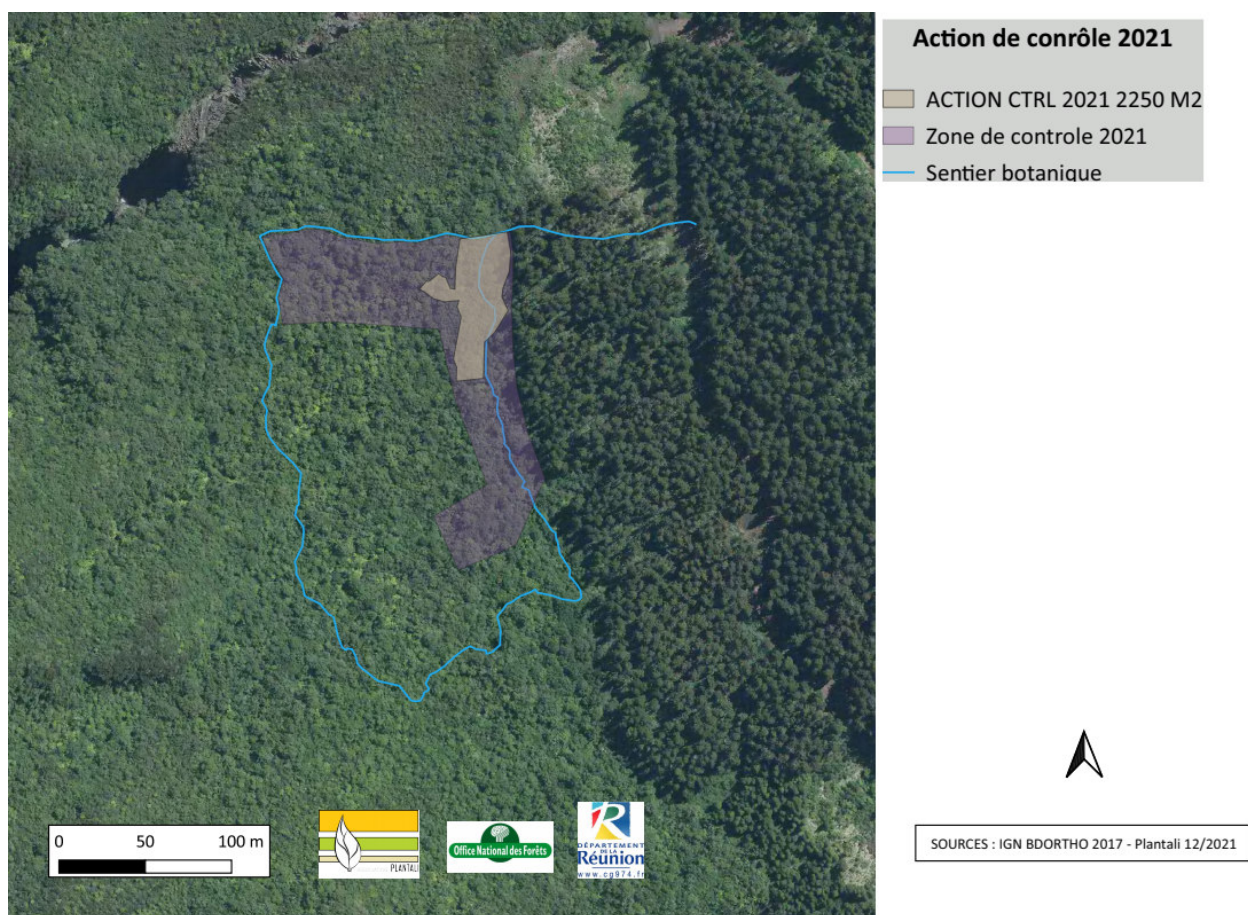 Action de conrôle 2021
ACTION CTRL 2021 2250 M2
Zone de controle 2021
Sentier botanique
0 50 100 m
PLANTALI
Office National des Forêts
DÉPARTEMENT
DE LA
Réunion
www.cg974.fr
SOURCES : IGN BDORTHO 2017 - Plantali 12/2021